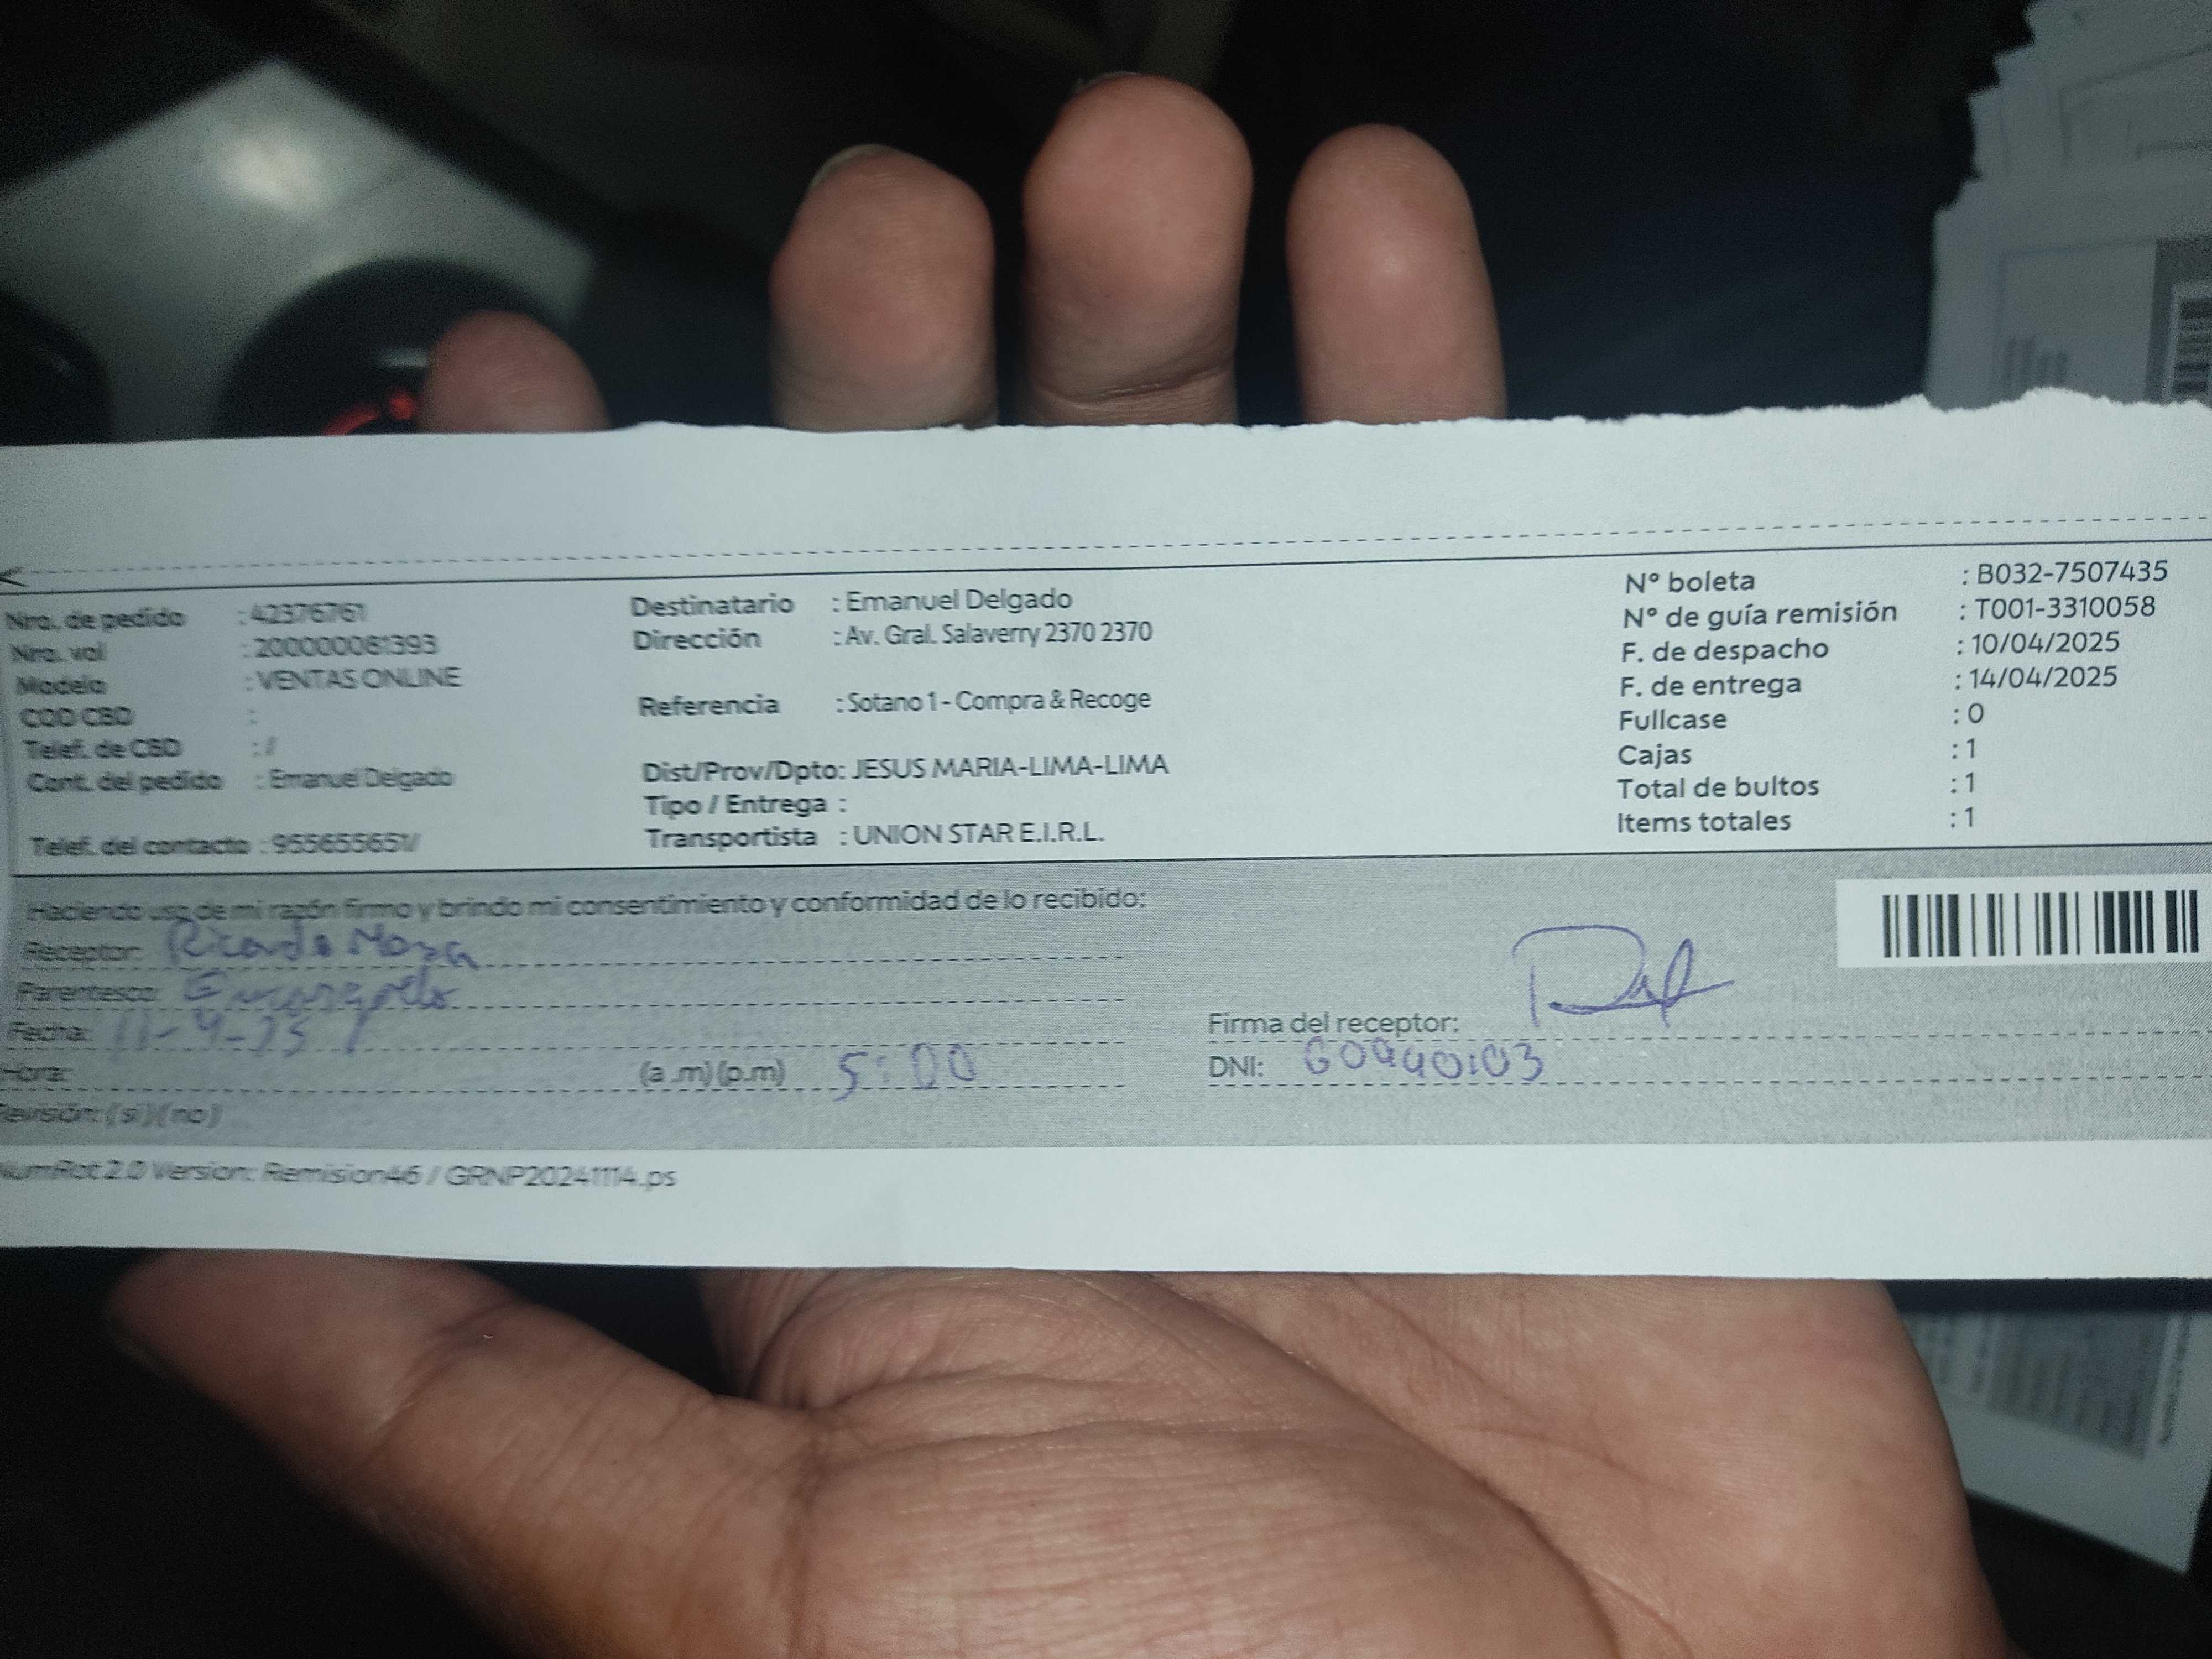 Nro. de pedido : 42376761
Nro. val : 200000081393
Modelo : VENTAS ONLINE
COD CBD :
Telef. de CBD : /
Cont. del pedido : Emanuel Delgado
Telef. del contacto : 955655651/
Destinatario : Emanuel Delgado
Dirección : Av. Gral. Salaverry 2370 2370
Referencia : Sotano 1 - Compra & Recoge
Dist/Prov/Dpto: JESUS MARIA-LIMA-LIMA
Tipo / Entrega :
Transportista : UNION STAR E.I.R.L.
N° boleta : B032-7507435
N° de guía remisión : T001-3310058
F. de despacho : 10/04/2025
F. de entrega : 14/04/2025
Fullcase : 0
Cajas : 1
Total de bultos : 1
Items totales : 1
Haciendo uso de mi razón firmo y brindo mi consentimiento y conformidad de lo recibido:
Receptor: Ricardo
Parentesco:
Fecha: 11-4-25
Hora: (a .m) (p.m) 5:00
Revisión: ( si ) ( no )
Firma del receptor:
DNI: 60940103
NumRot 2.0 Version: Remision46 / GRNP20241114.ps